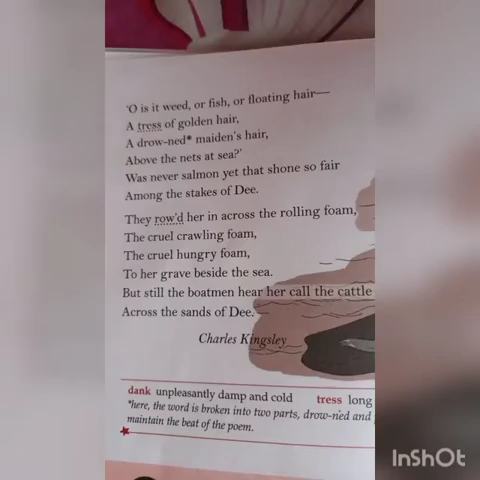 'O is it weed, or fish, or floating hair—
A tress of golden hair,
A drow-ned* maiden's hair,
Above the nets at sea?'
Was never salmon yet that shone so fair
Among the stakes of Dee.
They row'd her in across the rolling foam,
The cruel crawling foam,
The cruel hungry foam,
To her grave beside the sea.
But still the boatmen hear her call the cattle
Across the sands of Dee.
Charles Kingsley
dank unpleasantly damp and cold tress long
*here, the word is broken into two parts, drow-ned and
maintain the beat of the poem.
InShOt